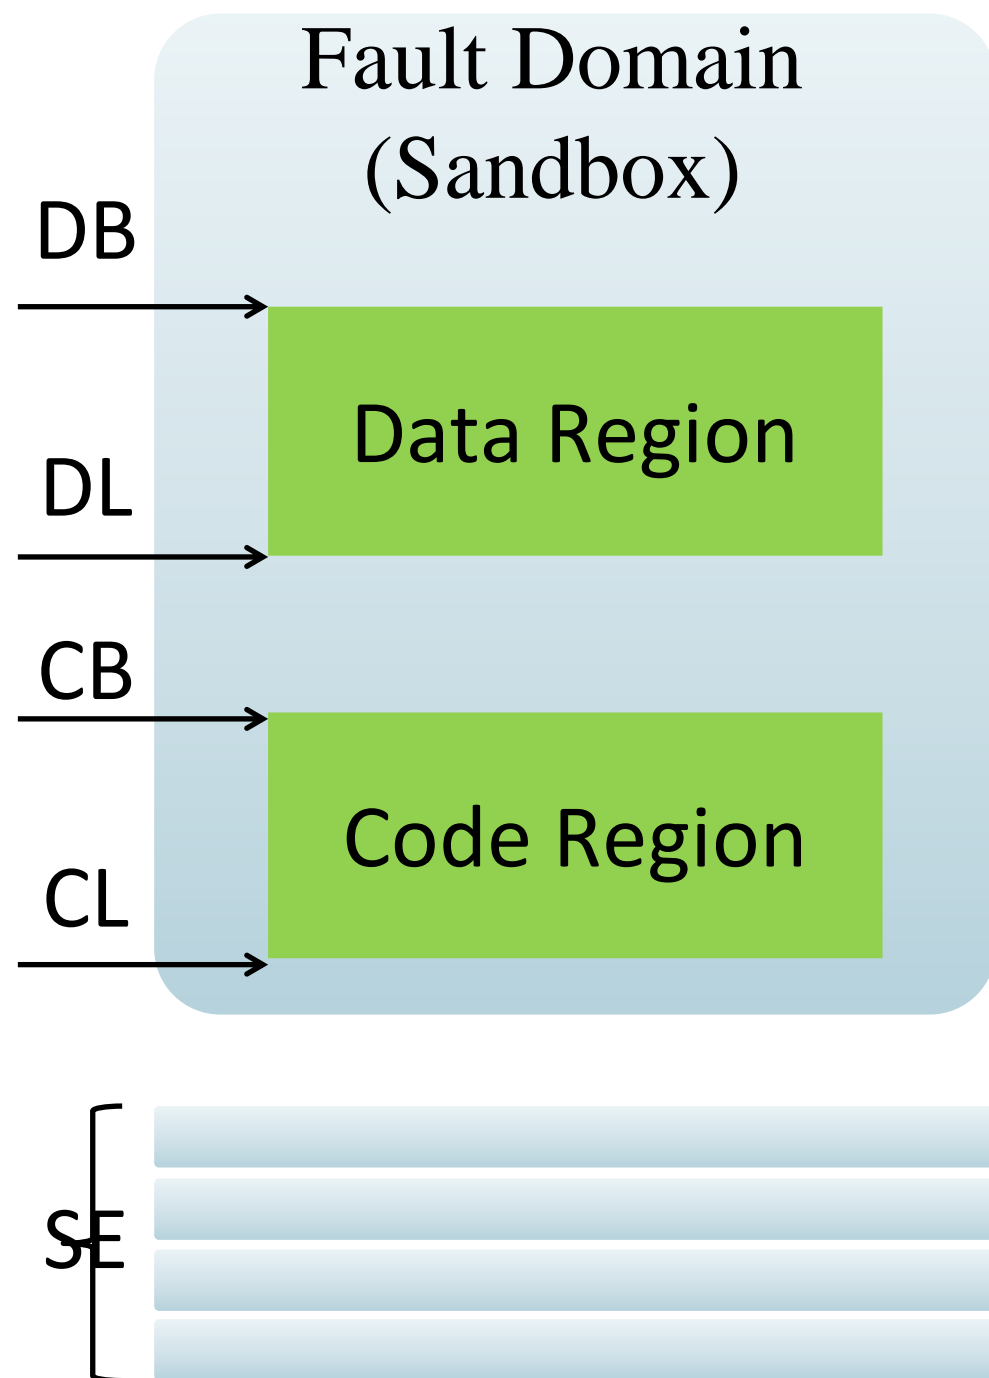 Fault Domain
(Sandbox)
DB
Data Region
DL
CB
Code Region
CL
SE